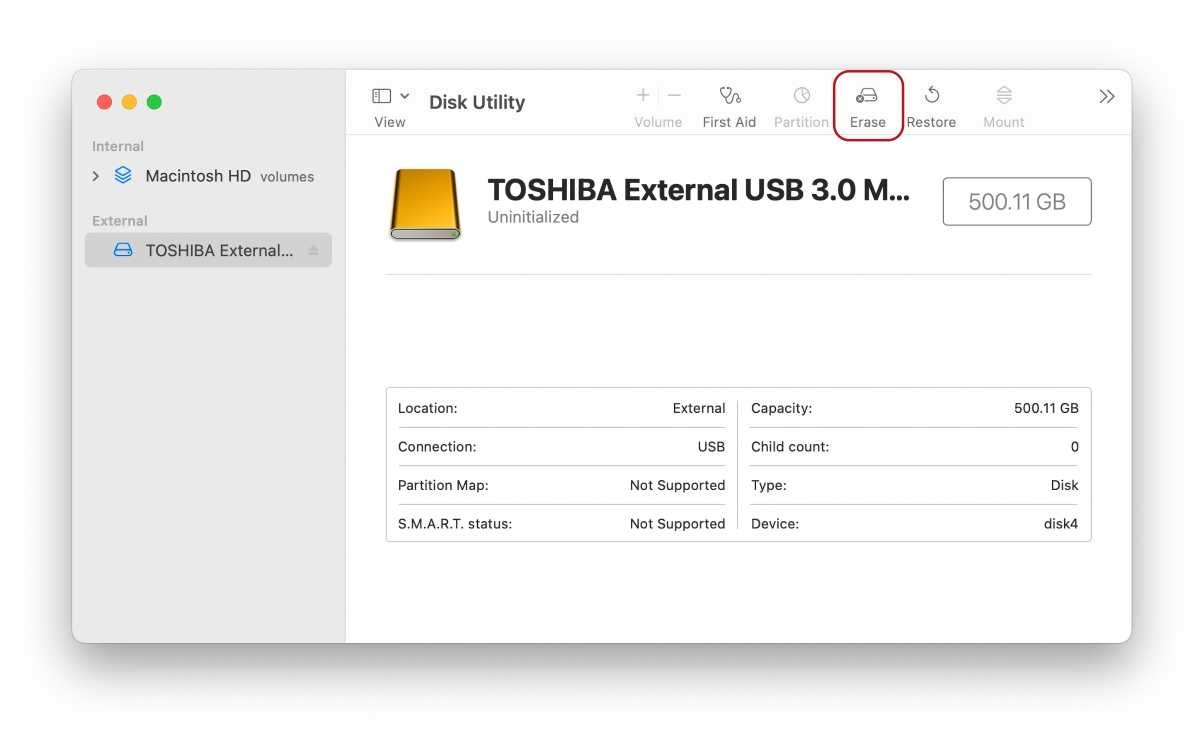 Disk Utility
View
Volume
First Aid
Partition
Erase
Restore
Mount
Internal
Macintosh HD volumes
External
TOSHIBA External...
TOSHIBA External USB 3.0 M...
Uninitialized
500.11 GB
Location: External
Connection: USB
Partition Map: Not Supported
S.M.A.R.T. status: Not Supported
Capacity: 500.11 GB
Child count: 0
Type: Disk
Device: disk4